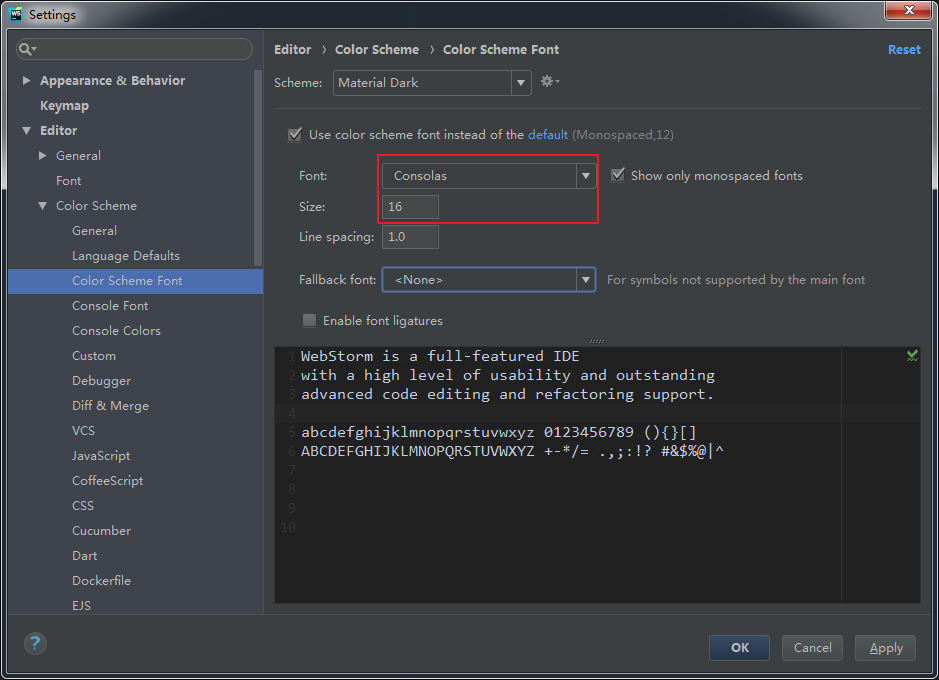 WS Settings
Appearance & Behavior
Keymap
Editor
General
Font
Color Scheme
General
Language Defaults
Color Scheme Font
Console Font
Console Colors
Custom
Debugger
Diff & Merge
VCS
JavaScript
CoffeeScript
CSS
Cucumber
Dart
Dockerfile
EJS
Editor › Color Scheme › Color Scheme Font Reset
Scheme: Material Dark
Use color scheme font instead of the default (Monospaced,12)
Font: Consolas Show only monospaced fonts
Size: 16
Line spacing: 1.0
Fallback font: <None> For symbols not supported by the main font
Enable font ligatures
1 WebStorm is a full-featured IDE
2 with a high level of usability and outstanding
3 advanced code editing and refactoring support.
4
5 abcdefghijklmnopqrstuvwxyz 0123456789 (){}[]
6 ABCDEFGHIJKLMNOPQRSTUVWXYZ +-*/= .,;:!? #&$%@|^
7
8
9
10
? OK Cancel Apply